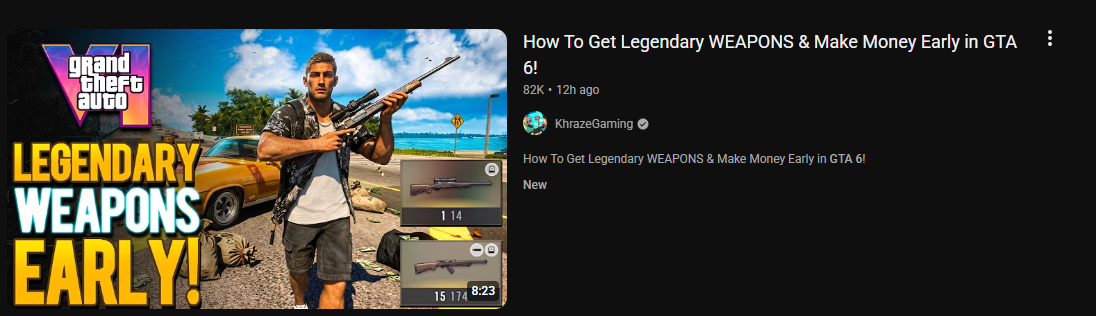 grand
theft
auto
VI
LEGENDARY
WEAPONS
EARLY!
1 14
15 174
8:23
How To Get Legendary WEAPONS & Make Money Early in GTA
6!
82K • 12h ago
KhrazeGaming
How To Get Legendary WEAPONS & Make Money Early in GTA 6!
New